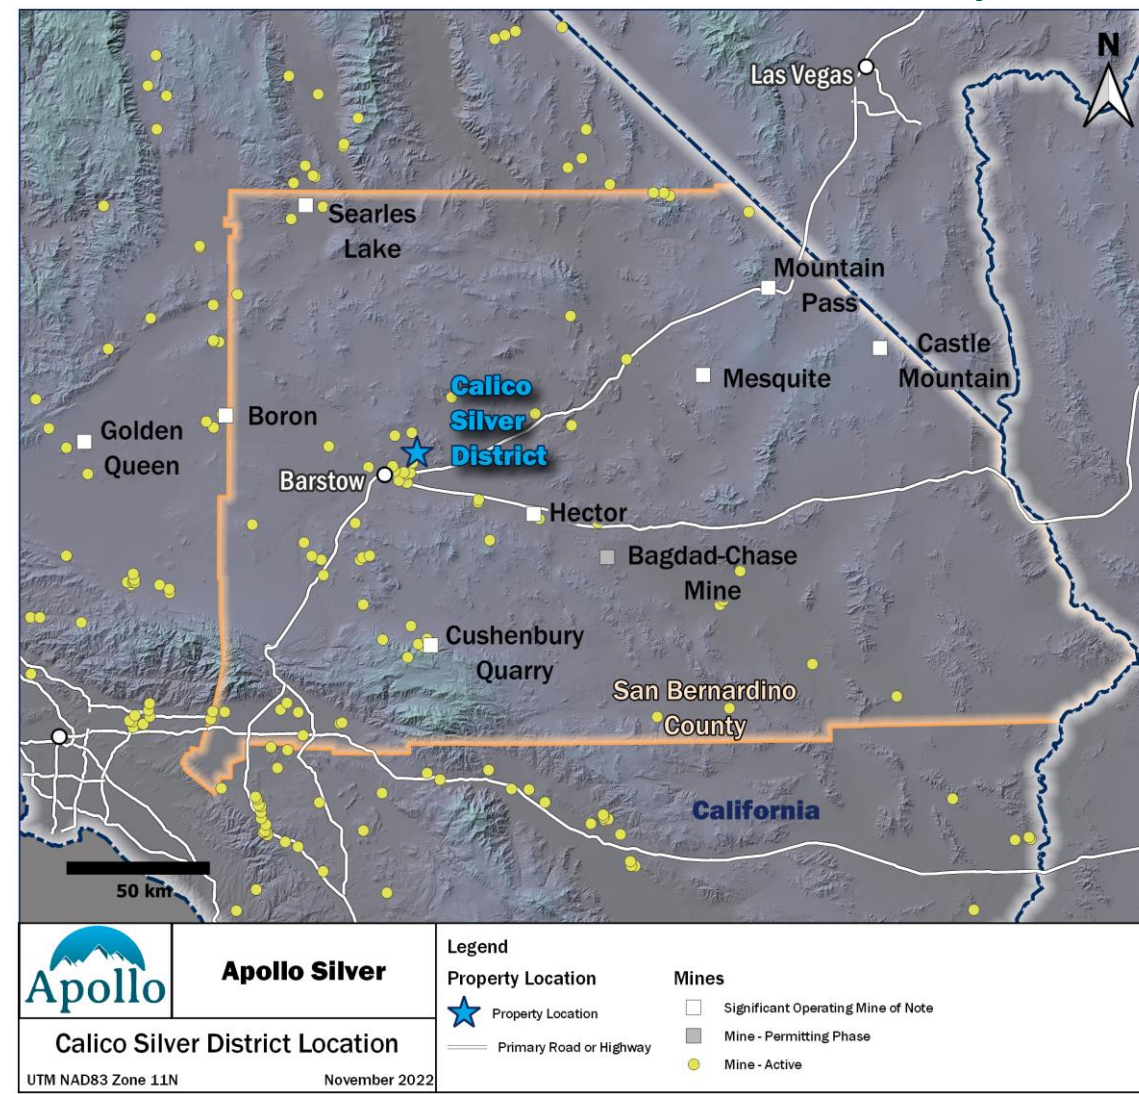 N
Las Vegas
Searles
Lake
Mountain
Pass
Castle
Mountain
Mesquite
Calico
Silver
District
Boron
Golden
Queen
Barstow
Hector
Bagdad-Chase
Mine
Cushenbury
Quarry
San Bernardino
County
California
50 km
Apollo
Apollo Silver
Calico Silver District Location
UTM NAD83 Zone 11N
November 2022
Legend
Property Location
Property Location
Primary Road or Highway
Mines
Significant Operating Mine of Note
Mine - Permitting Phase
Mine - Active